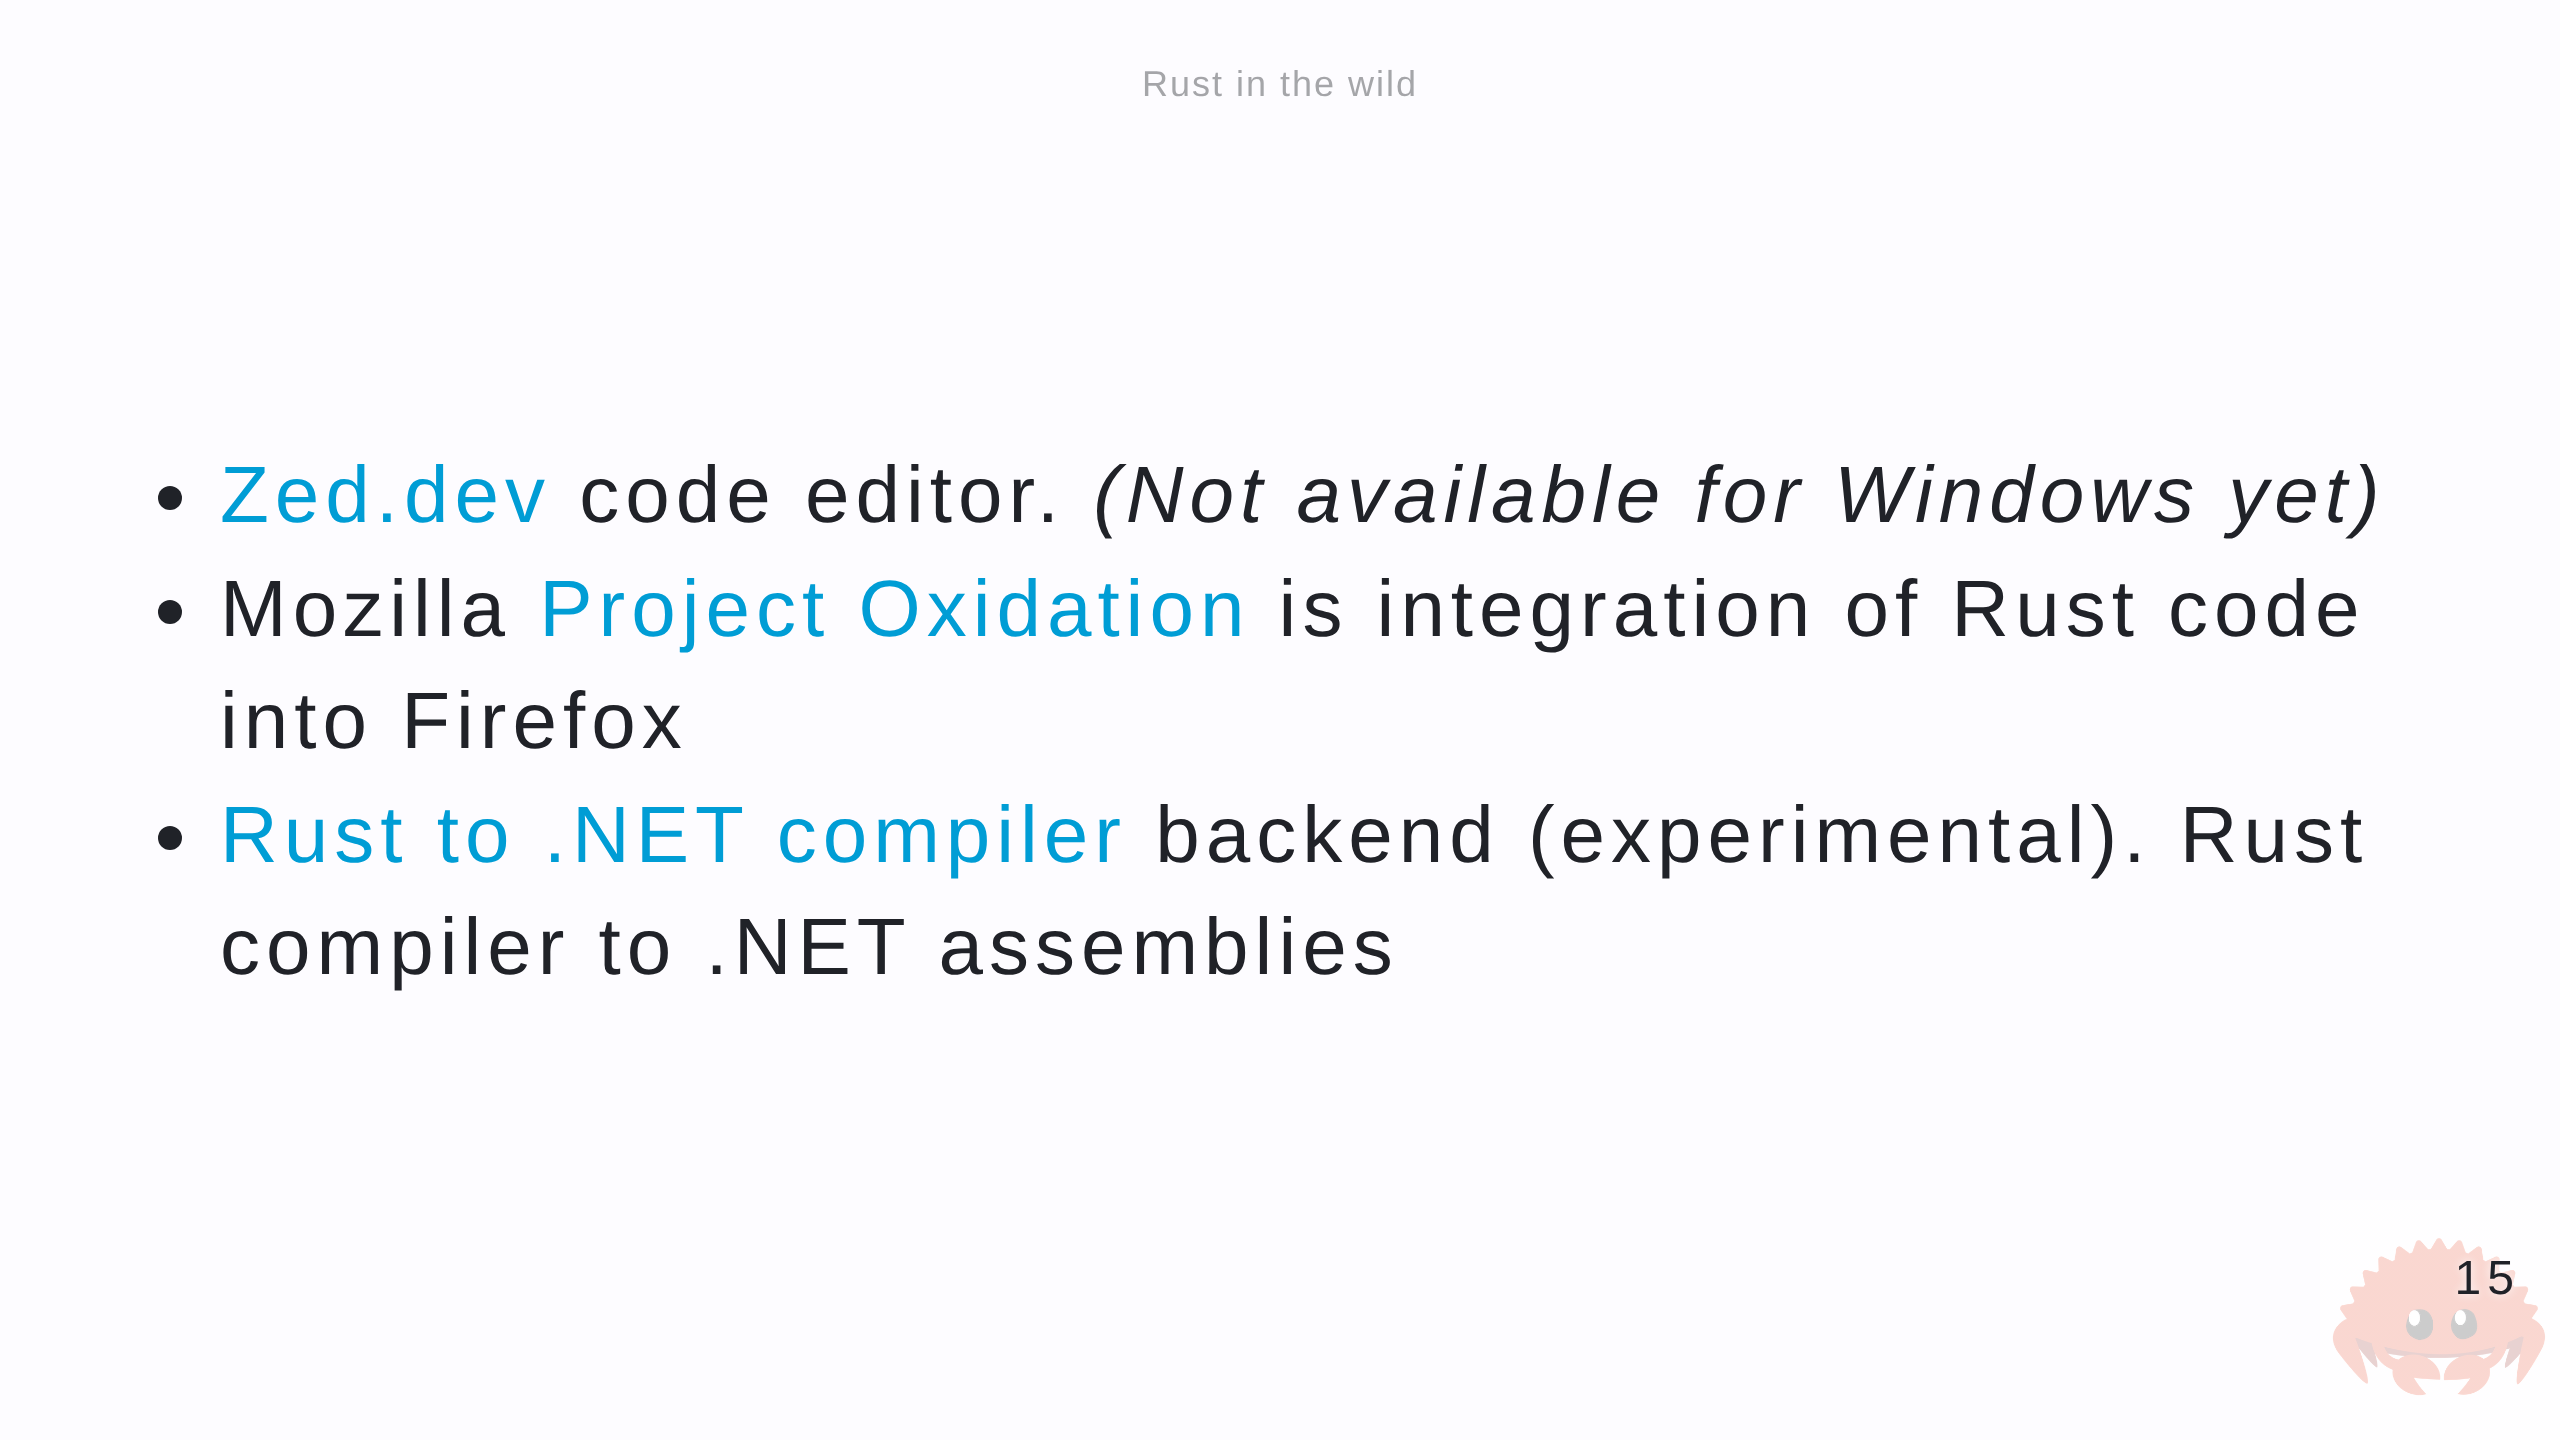 Rust in the wild
• Zed.dev code editor. (Not available for Windows yet)
• Mozilla Project Oxidation is integration of Rust code
into Firefox
• Rust to .NET compiler backend (experimental). Rust
compiler to .NET assemblies
15